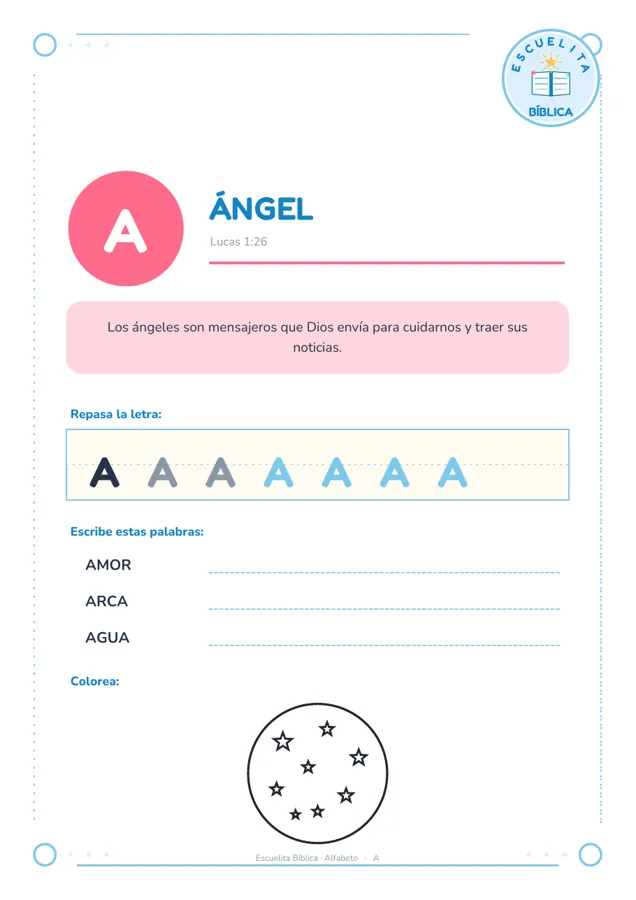 ESCUELITA
BÍBLICA
A
ÁNGEL
Lucas 1:26
Los ángeles son mensajeros que Dios envía para cuidarnos y traer sus
noticias.
Repasa la letra:
A A A A A A A
Escribe estas palabras:
AMOR
ARCA
AGUA
Colorea:
Escuelita Bíblica · Alfabeto · A